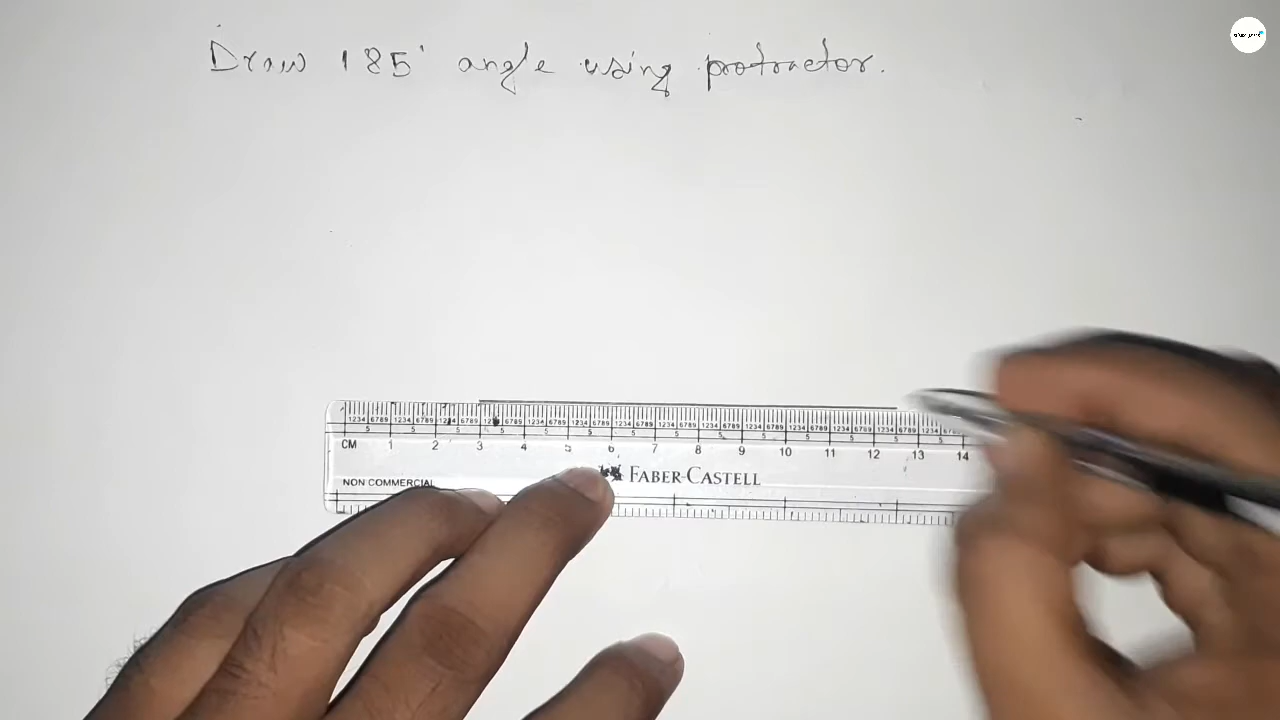 Draw 185° angle using protractor.
CM 1 2 3 4 5 6 7 8 9 10 11 12 13 14
FABER-CASTELL
NON COMMERCIAL